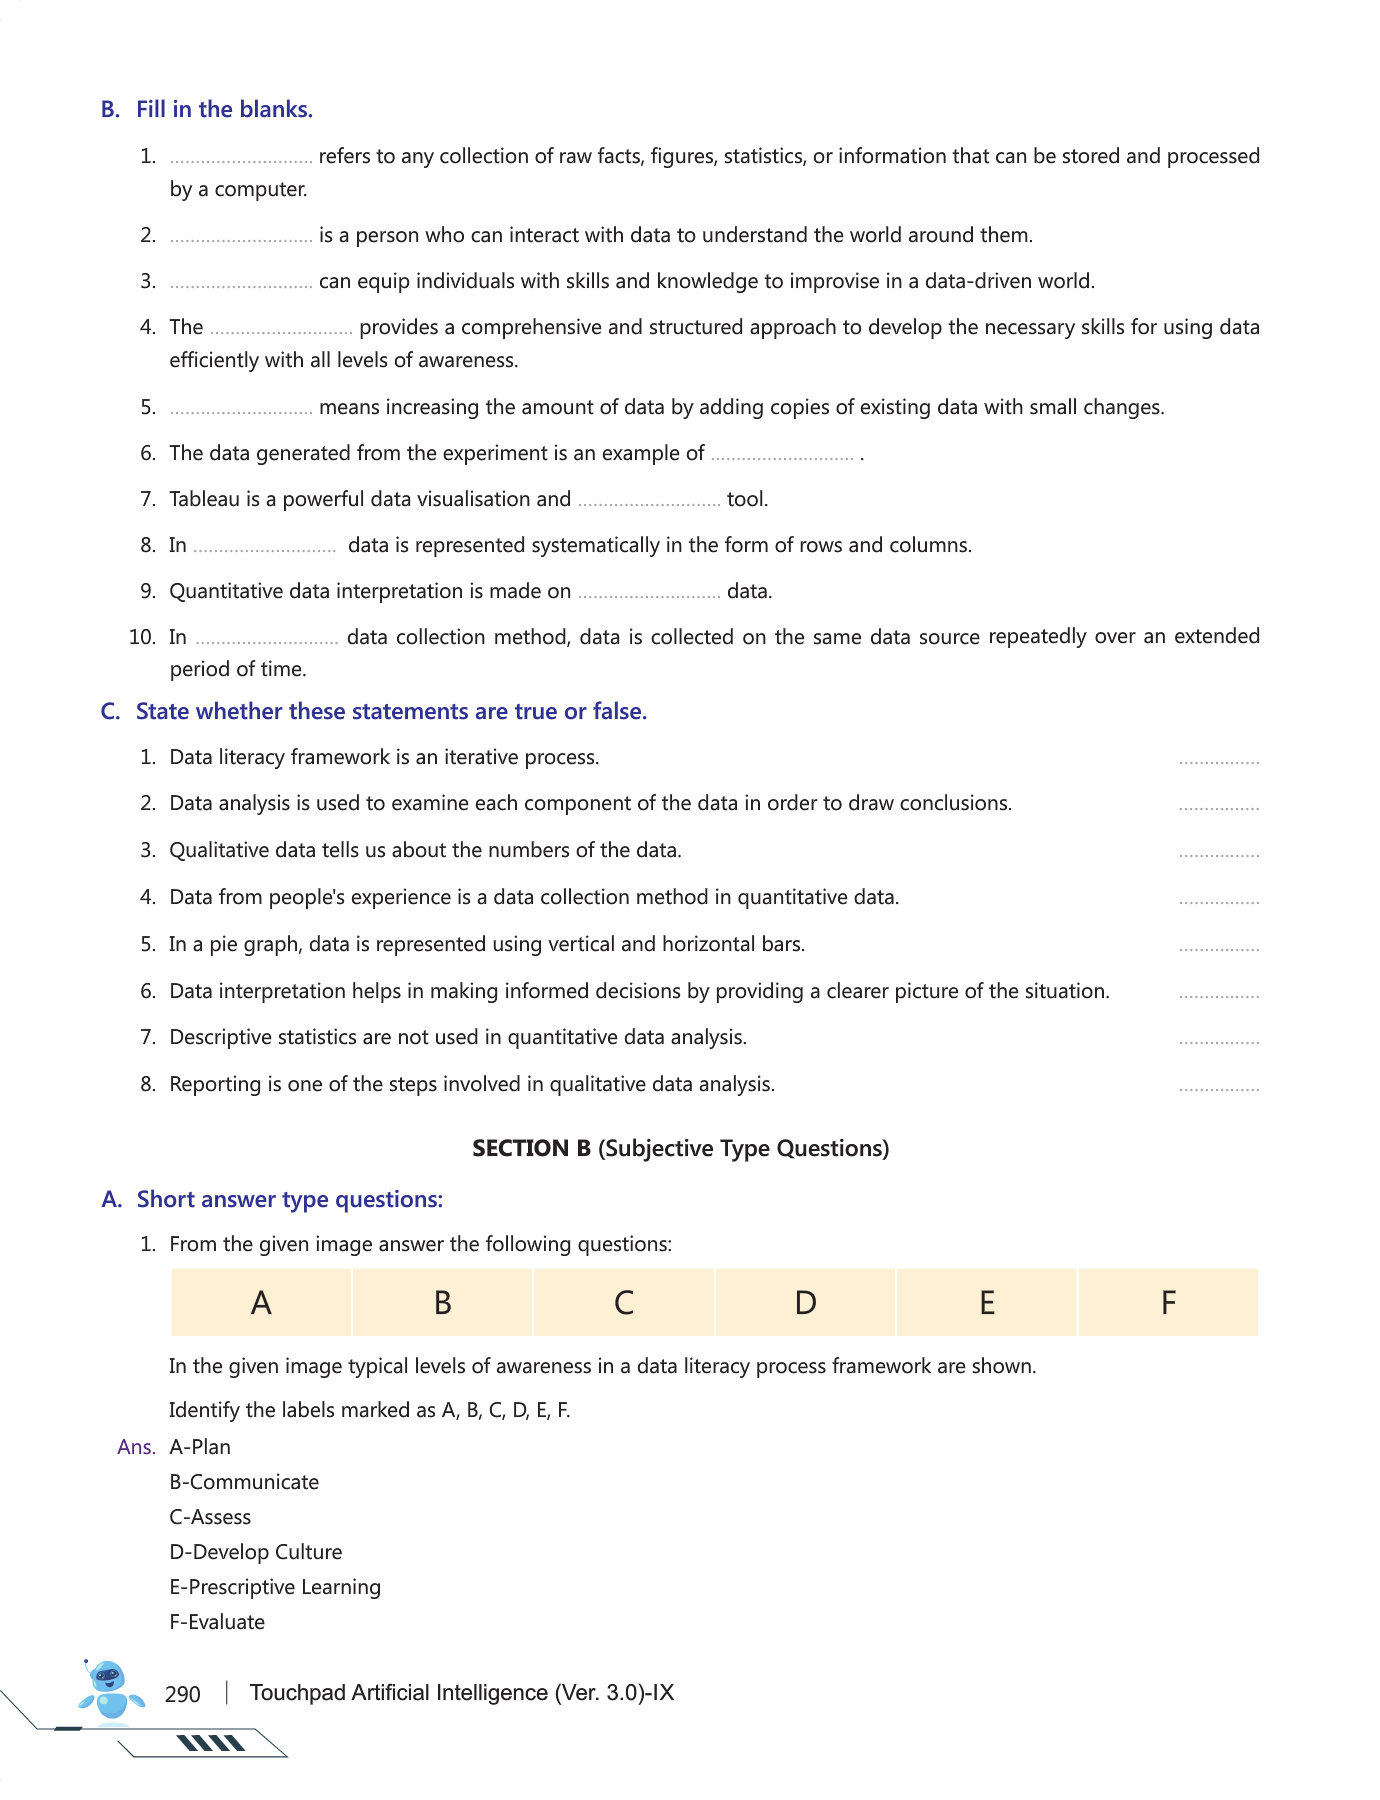 B. Fill in the blanks.
1. ............................ refers to any collection of raw facts, figures, statistics, or information that can be stored and processed
by a computer.
2. ............................ is a person who can interact with data to understand the world around them.
3. ............................ can equip individuals with skills and knowledge to improvise in a data-driven world.
4. The ............................ provides a comprehensive and structured approach to develop the necessary skills for using data
efficiently with all levels of awareness.
5. ............................ means increasing the amount of data by adding copies of existing data with small changes.
6. The data generated from the experiment is an example of ............................ .
7. Tableau is a powerful data visualisation and ............................ tool.
8. In ............................ data is represented systematically in the form of rows and columns.
9. Quantitative data interpretation is made on ............................ data.
10. In ............................ data collection method, data is collected on the same data source repeatedly over an extended
period of time.
C. State whether these statements are true or false.
1. Data literacy framework is an iterative process. ................
2. Data analysis is used to examine each component of the data in order to draw conclusions. ................
3. Qualitative data tells us about the numbers of the data. ................
4. Data from people's experience is a data collection method in quantitative data. ................
5. In a pie graph, data is represented using vertical and horizontal bars. ................
6. Data interpretation helps in making informed decisions by providing a clearer picture of the situation. ................
7. Descriptive statistics are not used in quantitative data analysis. ................
8. Reporting is one of the steps involved in qualitative data analysis. ................
SECTION B (Subjective Type Questions)
A. Short answer type questions:
1. From the given image answer the following questions:
A B C D E F
In the given image typical levels of awareness in a data literacy process framework are shown.
Identify the labels marked as A, B, C, D, E, F.
Ans. A-Plan
B-Communicate
C-Assess
D-Develop Culture
E-Prescriptive Learning
F-Evaluate
290 | Touchpad Artificial Intelligence (Ver. 3.0)-IX